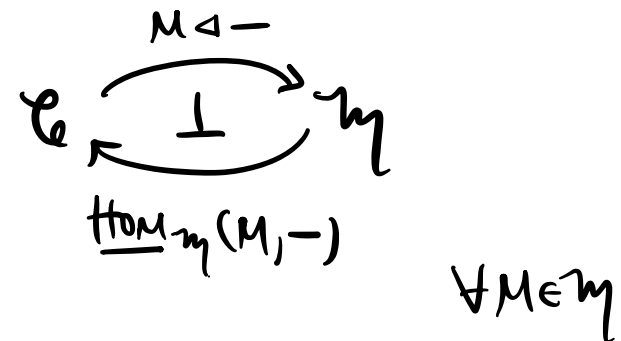 M ◁ −
𝒞 ⊥ 𝓜
Hom_𝓜(M, −)
∀M∈𝓜